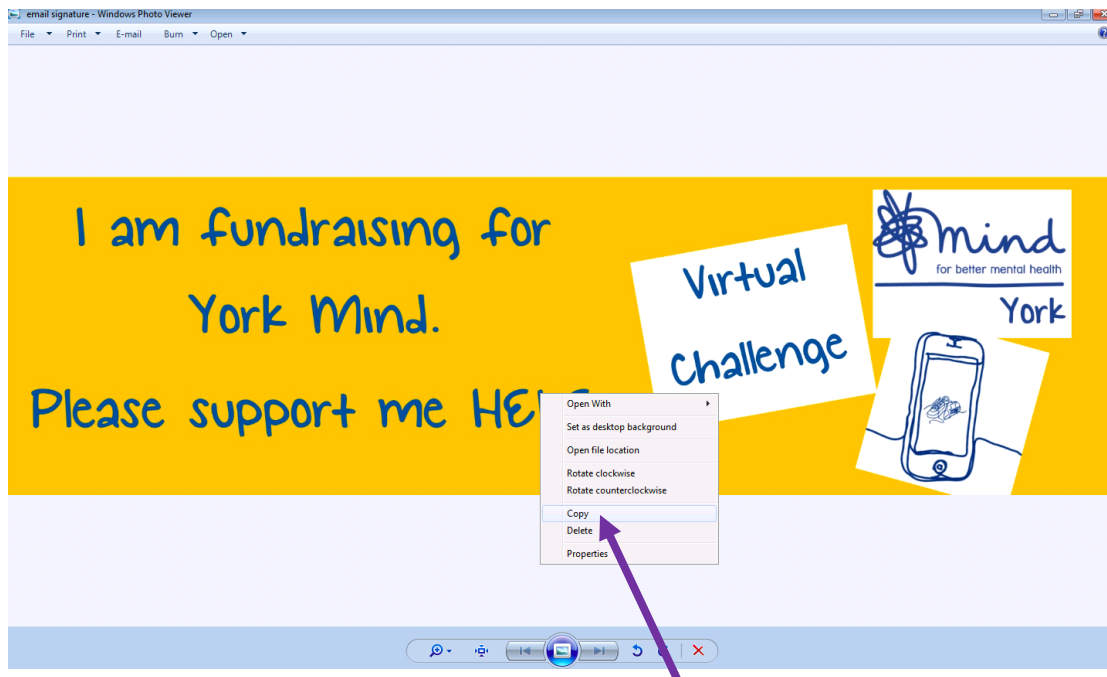 email signature - Windows Photo Viewer
File Print E-mail Burn Open
I am fundraising for
York Mind.
Please support me
Virtual
Challenge
mind
for better mental health
York
Open With
Set as desktop background
Open file location
Rotate clockwise
Rotate counterclockwise
Copy
Delete
Properties